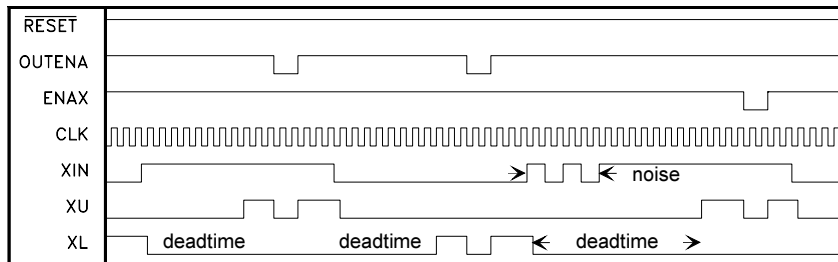 RESET
OUTENA
ENAX
CLK
XIN noise
XU
XL deadtime deadtime deadtime